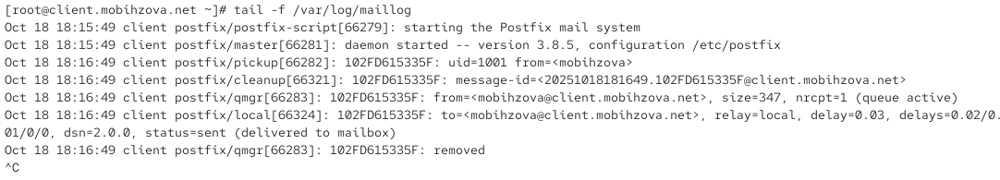 [root@client.mobihzova.net ~]# tail -f /var/log/maillog
Oct 18 18:15:49 client postfix/postfix-script[66279]: starting the Postfix mail system
Oct 18 18:15:49 client postfix/master[66281]: daemon started -- version 3.8.5, configuration /etc/postfix
Oct 18 18:16:49 client postfix/pickup[66282]: 102FD615335F: uid=1001 from=<mobihzova>
Oct 18 18:16:49 client postfix/cleanup[66321]: 102FD615335F: message-id=<20251018181649.102FD615335F@client.mobihzova.net>
Oct 18 18:16:49 client postfix/qmgr[66283]: 102FD615335F: from=<mobihzova@client.mobihzova.net>, size=347, nrcpt=1 (queue active)
Oct 18 18:16:49 client postfix/local[66324]: 102FD615335F: to=<mobihzova@client.mobihzova.net>, relay=local, delay=0.03, delays=0.02/0.
01/0/0, dsn=2.0.0, status=sent (delivered to mailbox)
Oct 18 18:16:49 client postfix/qmgr[66283]: 102FD615335F: removed
^C